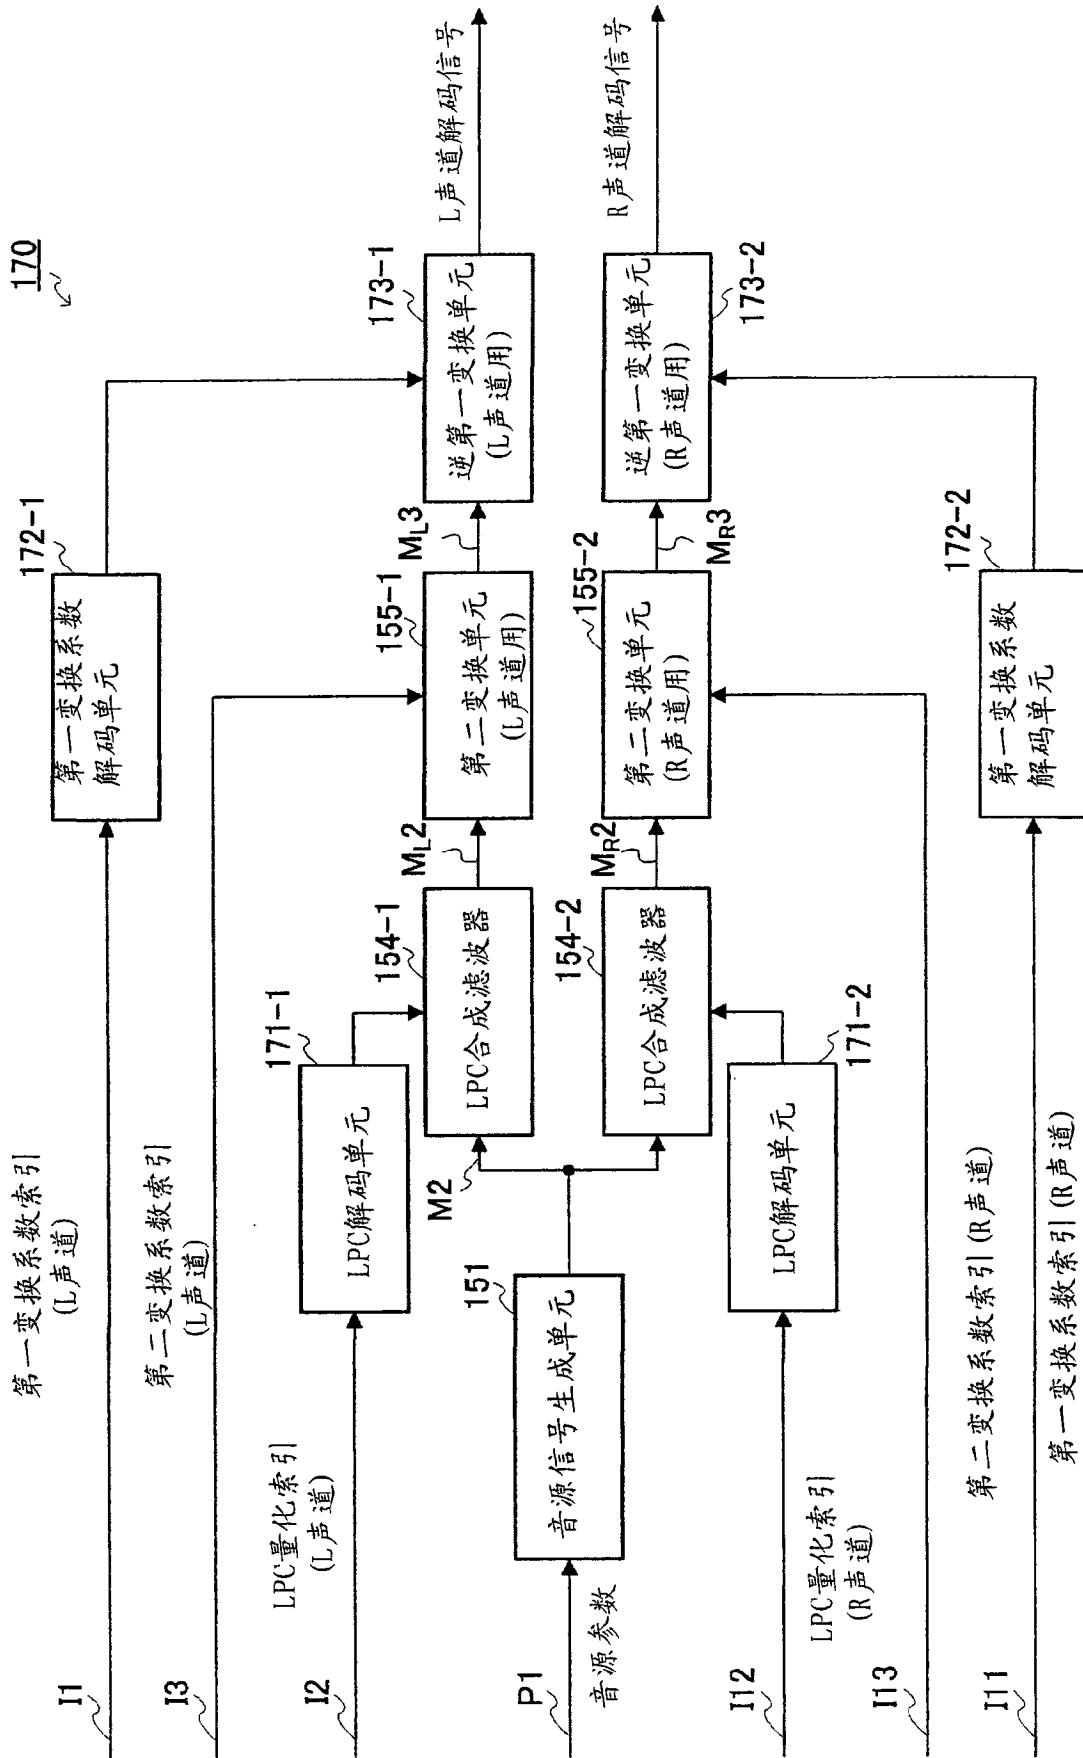 170
I1
第一变换系数索引
(L声道)
172-1
第一变换系数
解码单元
I3
第二变换系数索引
(L声道)
I2
LPC量化索引
(L声道)
171-1
LPC解码单元
154-1
LPC合成滤波器
ML2
155-1
第二变换单元
(L声道用)
ML3
173-1
逆第一变换单元
(L声道用)
L声道解码信号
P1
音源参数
151
音源信号生成单元
M2
154-2
LPC合成滤波器
MR2
155-2
第二变换单元
(R声道用)
MR3
173-2
逆第一变换单元
(R声道用)
R声道解码信号
I12
LPC量化索引
(R声道)
171-2
LPC解码单元
I13
第二变换系数索引(R声道)
I11
第一变换系数索引(R声道)
172-2
第一变换系数
解码单元